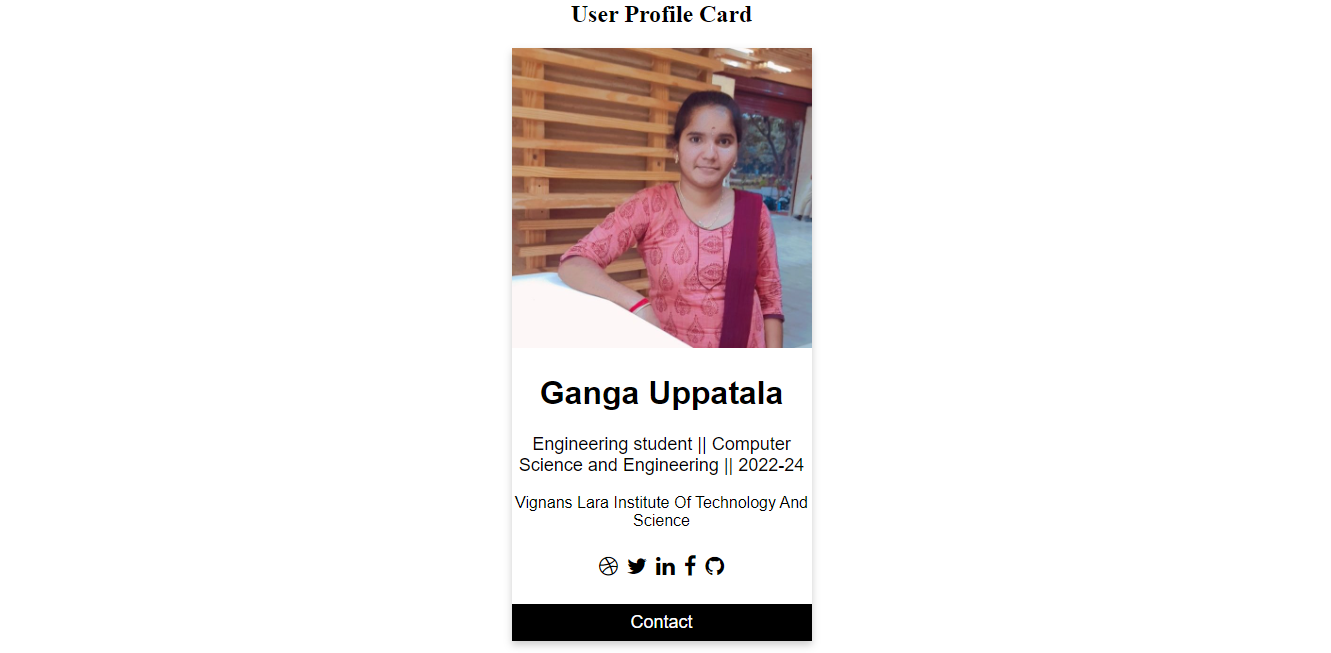 User Profile Card
Ganga Uppatala
Engineering student || Computer
Science and Engineering || 2022-24
Vignans Lara Institute Of Technology And
Science
Contact